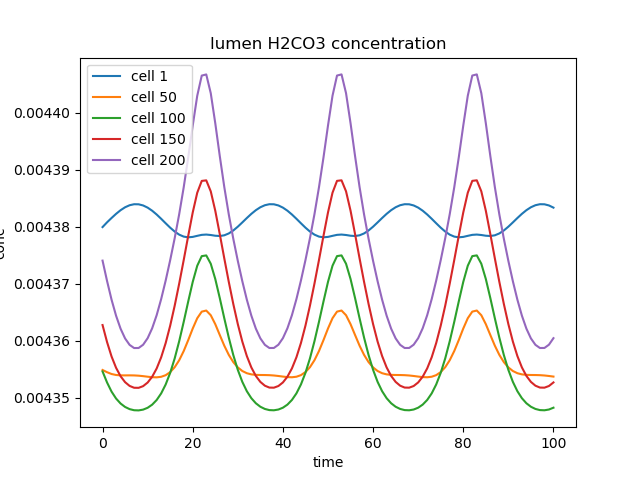 lumen H2CO3 concentration
cell 1
cell 50
cell 100
cell 150
cell 200
0.00440
0.00439
0.00438
0.00437
0.00436
0.00435
0 20 40 60 80 100
time